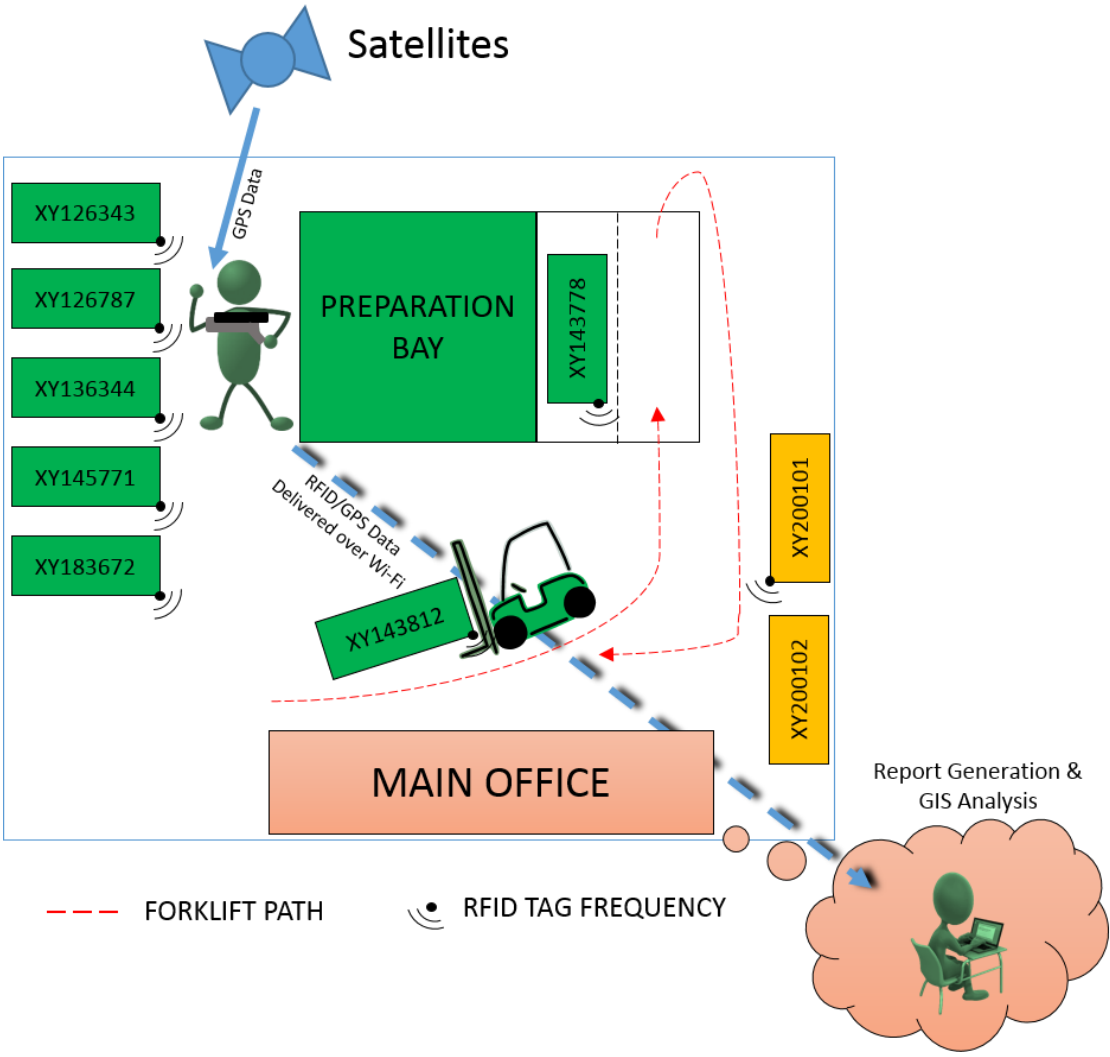 Satellites
GPS Data
XY126343
XY126787
XY136344
XY145771
XY183672
PREPARATION
BAY
XY143778
RFID/GPS Data
Delivered over Wi-Fi
XY143812
XY200101
XY200102
MAIN OFFICE
Report Generation &
GIS Analysis
FORKLIFT PATH
RFID TAG FREQUENCY